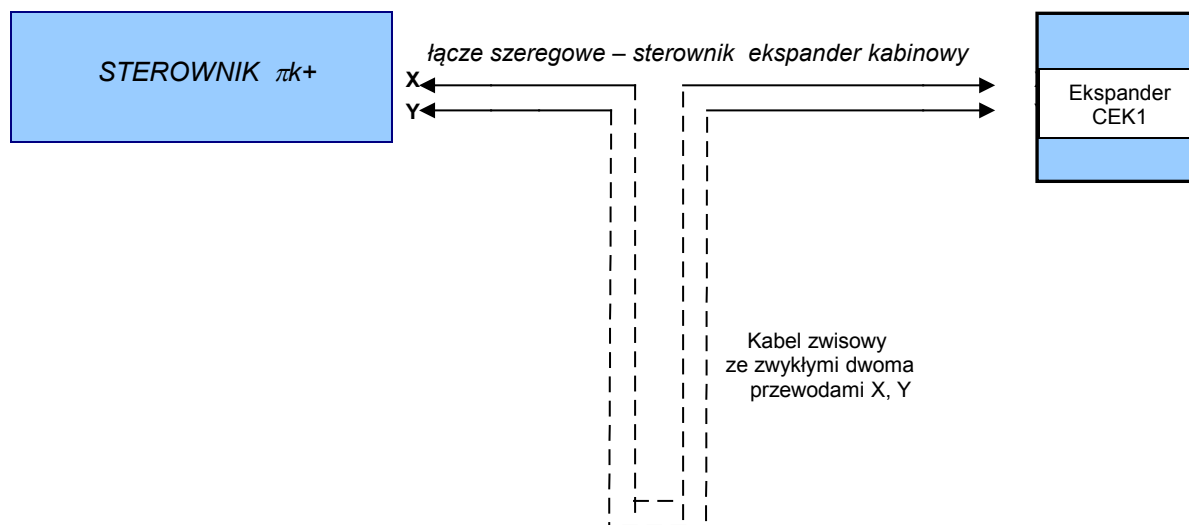 STEROWNIK πk+
łącze szeregowe – sterownik ekspander kabinowy
X
Y
Ekspander
CEK1
Kabel zwisowy
ze zwykłymi dwoma
przewodami X, Y